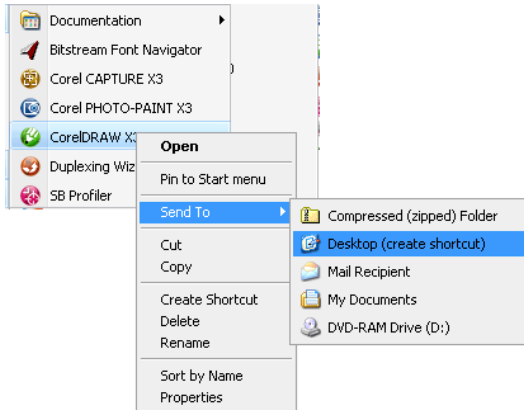 Documentation
Bitstream Font Navigator
Corel CAPTURE X3
Corel PHOTO-PAINT X3
CorelDRAW X3
Duplexing Wiz
SB Profiler
Open
Pin to Start menu
Send To
Cut
Copy
Create Shortcut
Delete
Rename
Sort by Name
Properties
Compressed (zipped) Folder
Desktop (create shortcut)
Mail Recipient
My Documents
DVD-RAM Drive (D:)